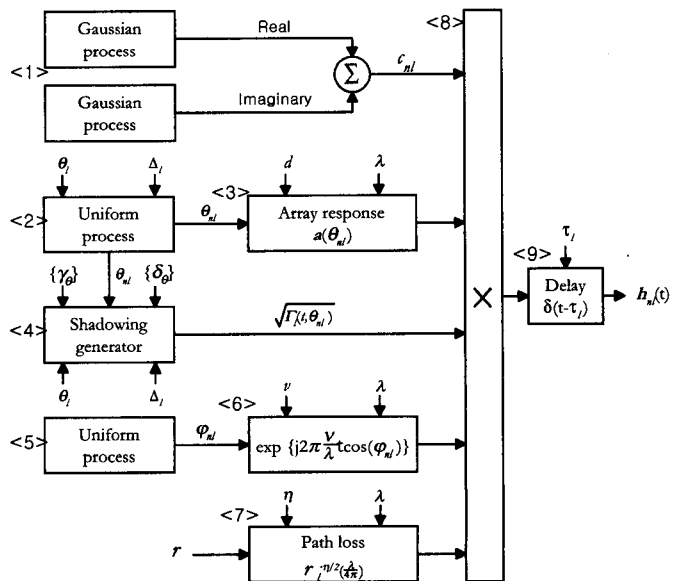 Gaussian
process
Real
<8>
<1>
Σ
c_nl
Gaussian
process
Imaginary
θ_l
Δ_l
d
λ
<3>
<2>
Uniform
process
θ_nl
Array response
a(θ_nl)
τ_l
<9>
{γ_θ}
θ_nl
{δ_θ}
Delay
δ(t-τ_l)
h_nl(t)
×
<4>
Shadowing
generator
√Γ_l(t,θ_nl)
θ_l
Δ_l
ν
λ
<6>
<5>
Uniform
process
φ_nl
exp {j2π ν/λ tcos(φ_nl)}
η
λ
<7>
r
Path loss
r_l^-η/2(λ/4π)